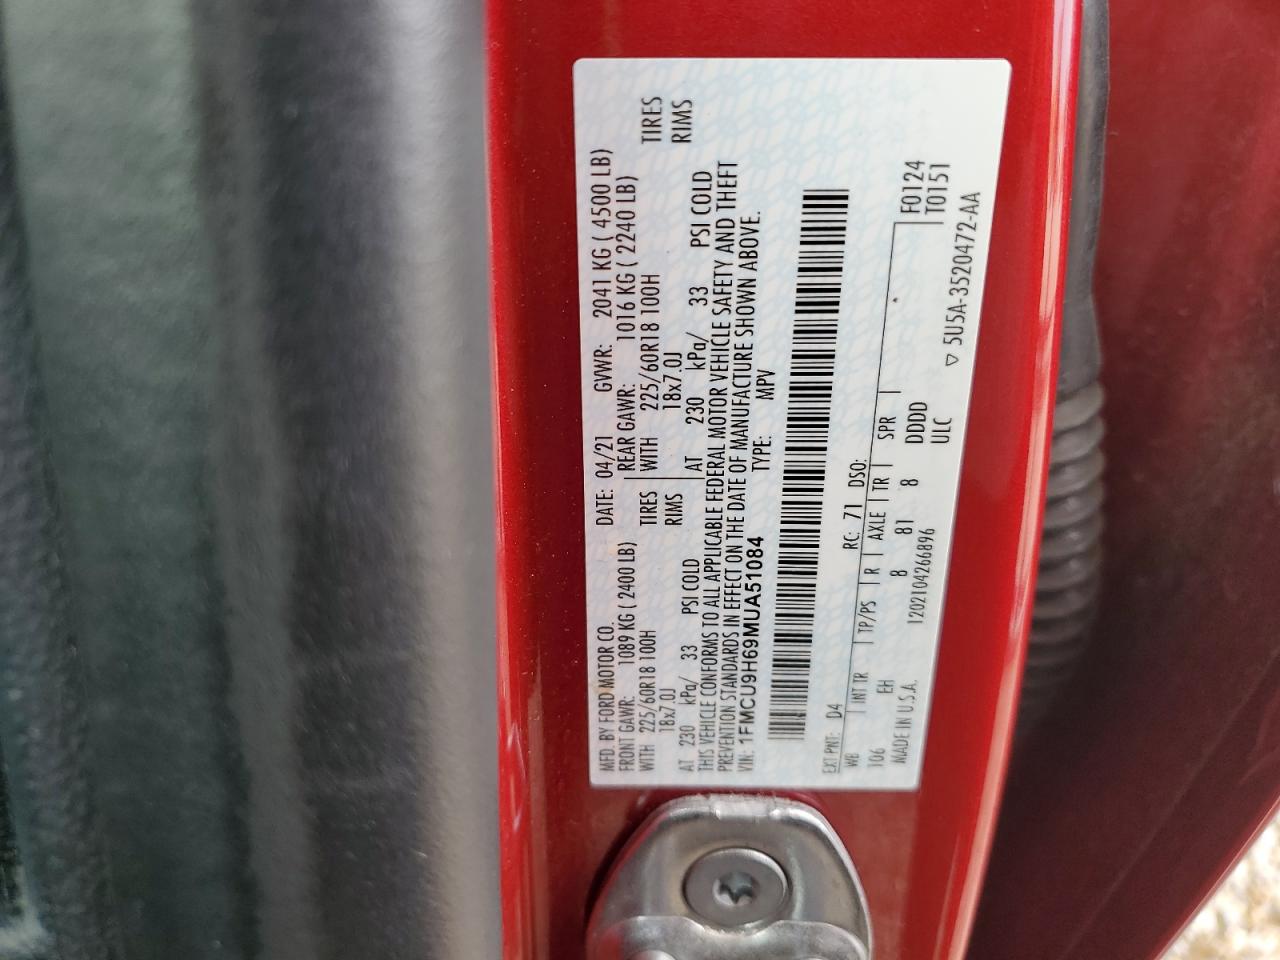 MFD. BY FORD MOTOR CO. DATE: 04/21 GVWR: 2041 KG ( 4500 LB)
FRONT GAWR: 1089 KG ( 2400 LB) REAR GAWR: 1016 KG ( 2240 LB)
WITH 225/60R18 100H TIRES WITH 225/60R18 100H TIRES
18x7.0J RIMS 18x7.0J RIMS
AT 230 kPa/ 33 PSI COLD AT 230 kPa/ 33 PSI COLD
THIS VEHICLE CONFORMS TO ALL APPLICABLE FEDERAL MOTOR VEHICLE SAFETY AND THEFT
PREVENTION STANDARDS IN EFFECT ON THE DATE OF MANUFACTURE SHOWN ABOVE.
VIN: 1FMCU9H69MUA51084 TYPE: MPV
EXT PNT: D4 RC: 71 DSO:
WB INT TR TP/PS R AXLE TR SPR F0124
106 EH 8 81 8 DDDD T0151
MADE IN U.S.A. 1202104266896 ULC ▽ 5U5A-3520472-AA